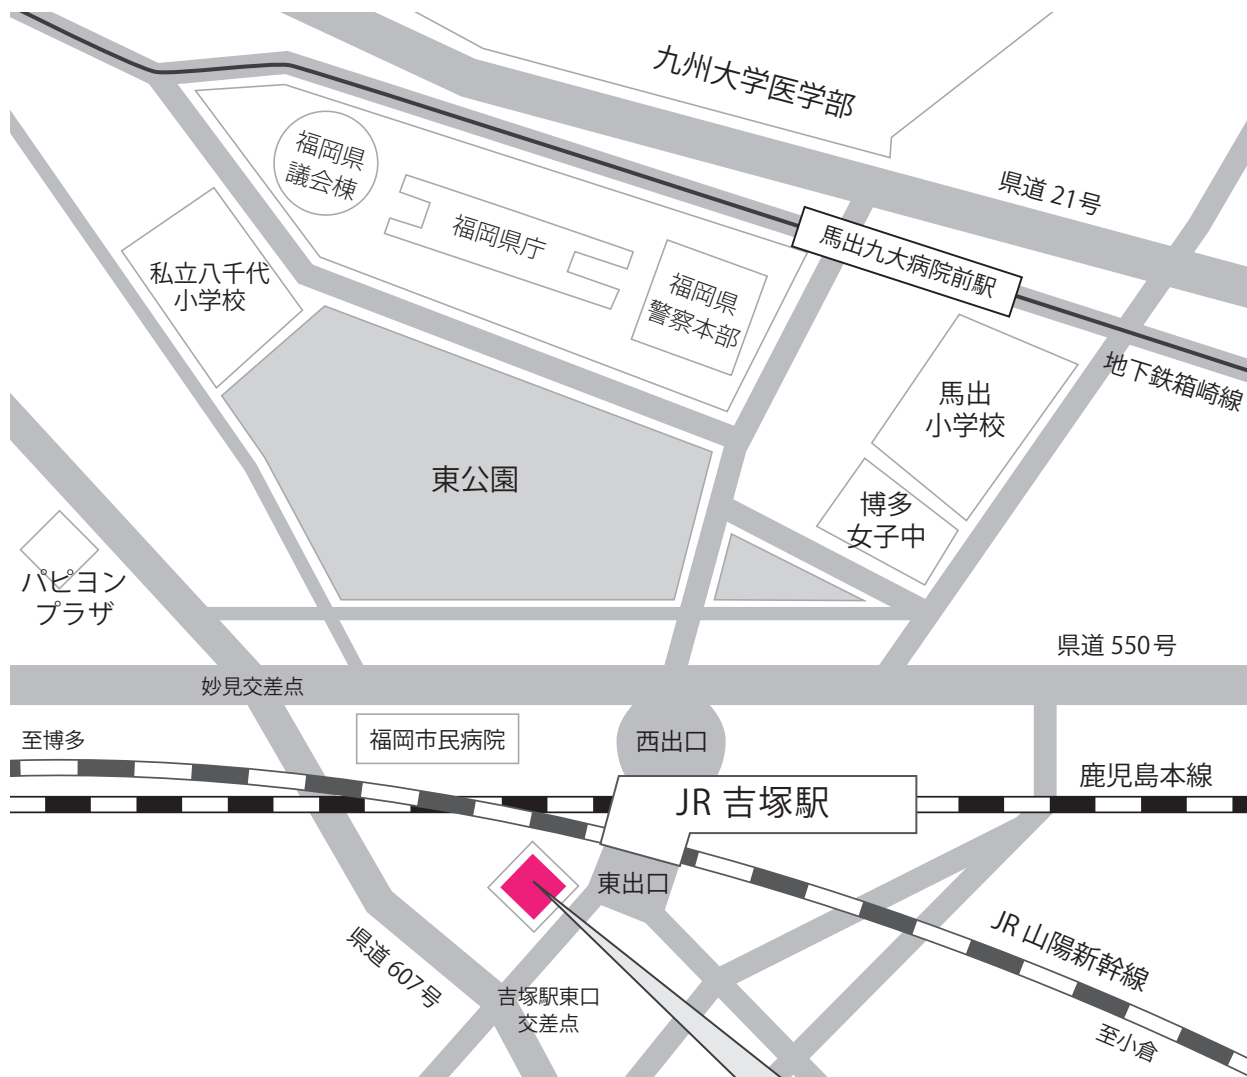 九州大学医学部
福岡県
議会棟
県道 21号
福岡県庁
馬出九大病院前駅
私立八千代
小学校
福岡県
警察本部
地下鉄箱崎線
馬出
小学校
東公園
博多
女子中
パピヨン
プラザ
県道 550号
妙見交差点
至博多
福岡市民病院
西出口
鹿児島本線
JR 吉塚駅
東出口
県道 607号
JR 山陽新幹線
吉塚駅東口
交差点
至小倉